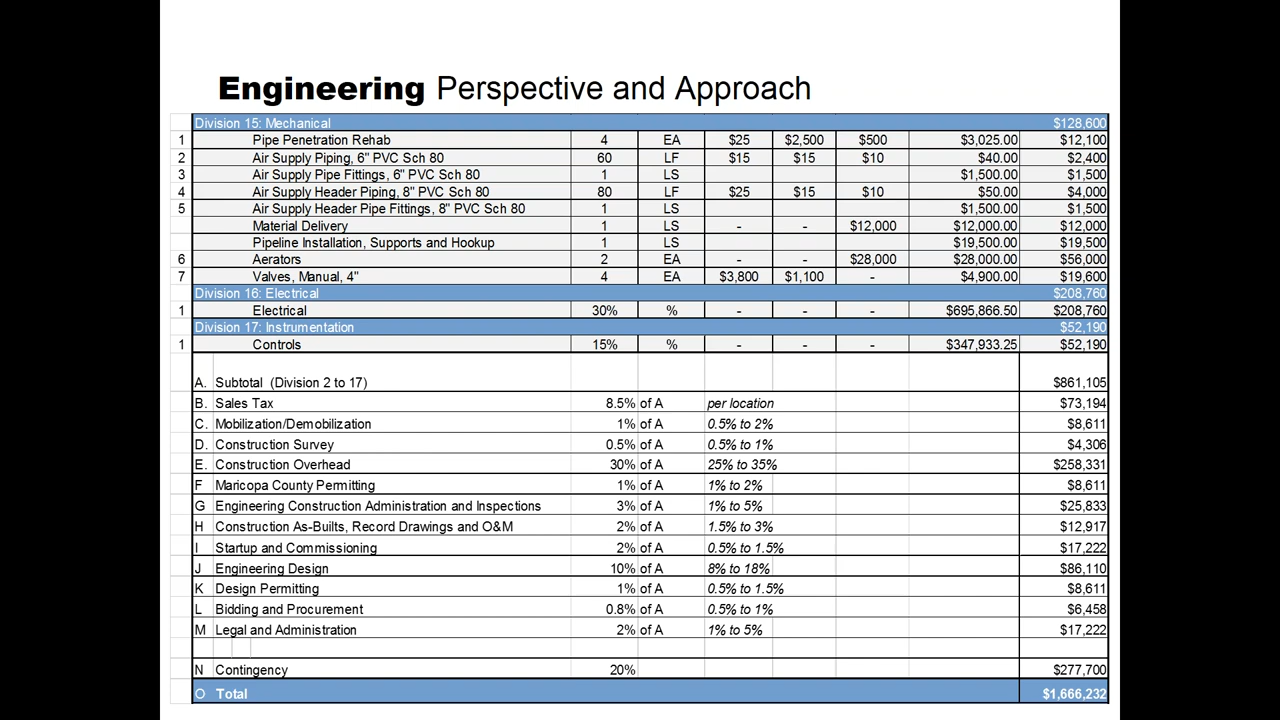 Engineering Perspective and Approach
Division 15: Mechanical $128,600
1 Pipe Penetration Rehab 4 EA $25 $2,500 $500 $3,025.00 $12,100
2 Air Supply Piping, 6" PVC Sch 80 60 LF $15 $15 $10 $40.00 $2,400
3 Air Supply Pipe Fittings, 6" PVC Sch 80 1 LS $1,500.00 $1,500
4 Air Supply Header Piping, 8" PVC Sch 80 80 LF $25 $15 $10 $50.00 $4,000
5 Air Supply Header Pipe Fittings, 8" PVC Sch 80 1 LS $1,500.00 $1,500
Material Delivery 1 LS - - $12,000 $12,000.00 $12,000
Pipeline Installation, Supports and Hookup 1 LS $19,500.00 $19,500
6 Aerators 2 EA - - $28,000 $28,000.00 $56,000
7 Valves, Manual, 4" 4 EA $3,800 $1,100 - $4,900.00 $19,600
Division 16: Electrical $208,760
1 Electrical 30% % - - - $695,866.50 $208,760
Division 17: Instrumentation $52,190
1 Controls 15% % - - - $347,933.25 $52,190
A. Subtotal (Division 2 to 17) $861,105
B. Sales Tax 8.5% of A per location $73,194
C. Mobilization/Demobilization 1% of A 0.5% to 2% $8,611
D. Construction Survey 0.5% of A 0.5% to 1% $4,306
E. Construction Overhead 30% of A 25% to 35% $258,331
F Maricopa County Permitting 1% of A 1% to 2% $8,611
G Engineering Construction Administration and Inspections 3% of A 1% to 5% $25,833
H Construction As-Builts, Record Drawings and O&M 2% of A 1.5% to 3% $12,917
I Startup and Commissioning 2% of A 0.5% to 1.5% $17,222
J Engineering Design 10% of A 8% to 18% $86,110
K Design Permitting 1% of A 0.5% to 1.5% $8,611
L Bidding and Procurement 0.8% of A 0.5% to 1% $6,458
M Legal and Administration 2% of A 1% to 5% $17,222
N Contingency 20% $277,700
O Total $1,666,232